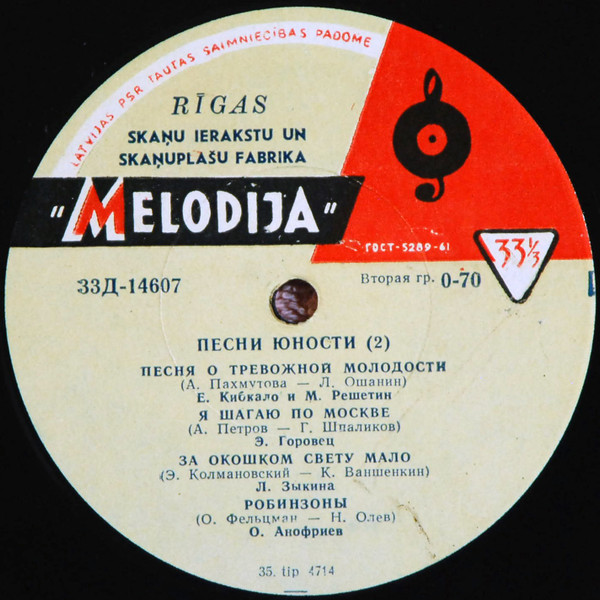 LATVIJAS PSR TAUTAS SAIMNIECĪBAS PADOME
RĪGAS
SKAŅU IERAKSTU UN
SKAŅUPLAŠU FABRIKA
"MELODIJA"
ГОСТ-5289-61
33⅓
33Д-14607
Вторая гр. 0-70
ПЕСНИ ЮНОСТИ (2)
ПЕСНЯ О ТРЕВОЖНОЙ МОЛОДОСТИ
(А. Пахмутова — Л. Ошанин)
Е. Кибкало и М. Решетин
Я ШАГАЮ ПО МОСКВЕ
(А. Петров — Г. Шпаликов)
Э. Горовец
ЗА ОКОШКОМ СВЕТУ МАЛО
(Э. Колмановский — К. Ваншенкин)
Л. Зыкина
РОБИНЗОНЫ
(О. Фельцман — Н. Олев)
О. Анофриев
35. tip 4714